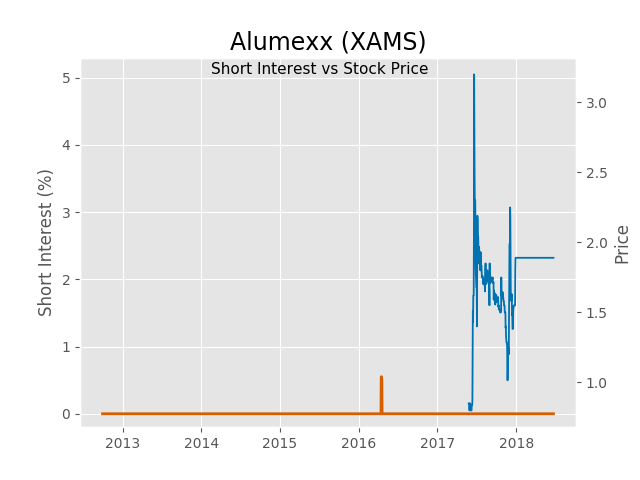 Alumexx (XAMS)
Short Interest vs Stock Price
5
4
3
2
1
0
Short Interest (%)
3.0
2.5
2.0
1.5
1.0
Price
2013 2014 2015 2016 2017 2018